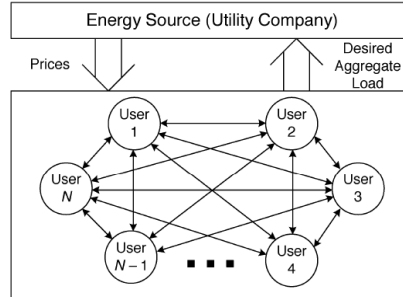 Energy Source (Utility Company)
Prices
Desired
Aggregate
Load
User
1
User
2
User
N
User
3
User
N – 1
User
4